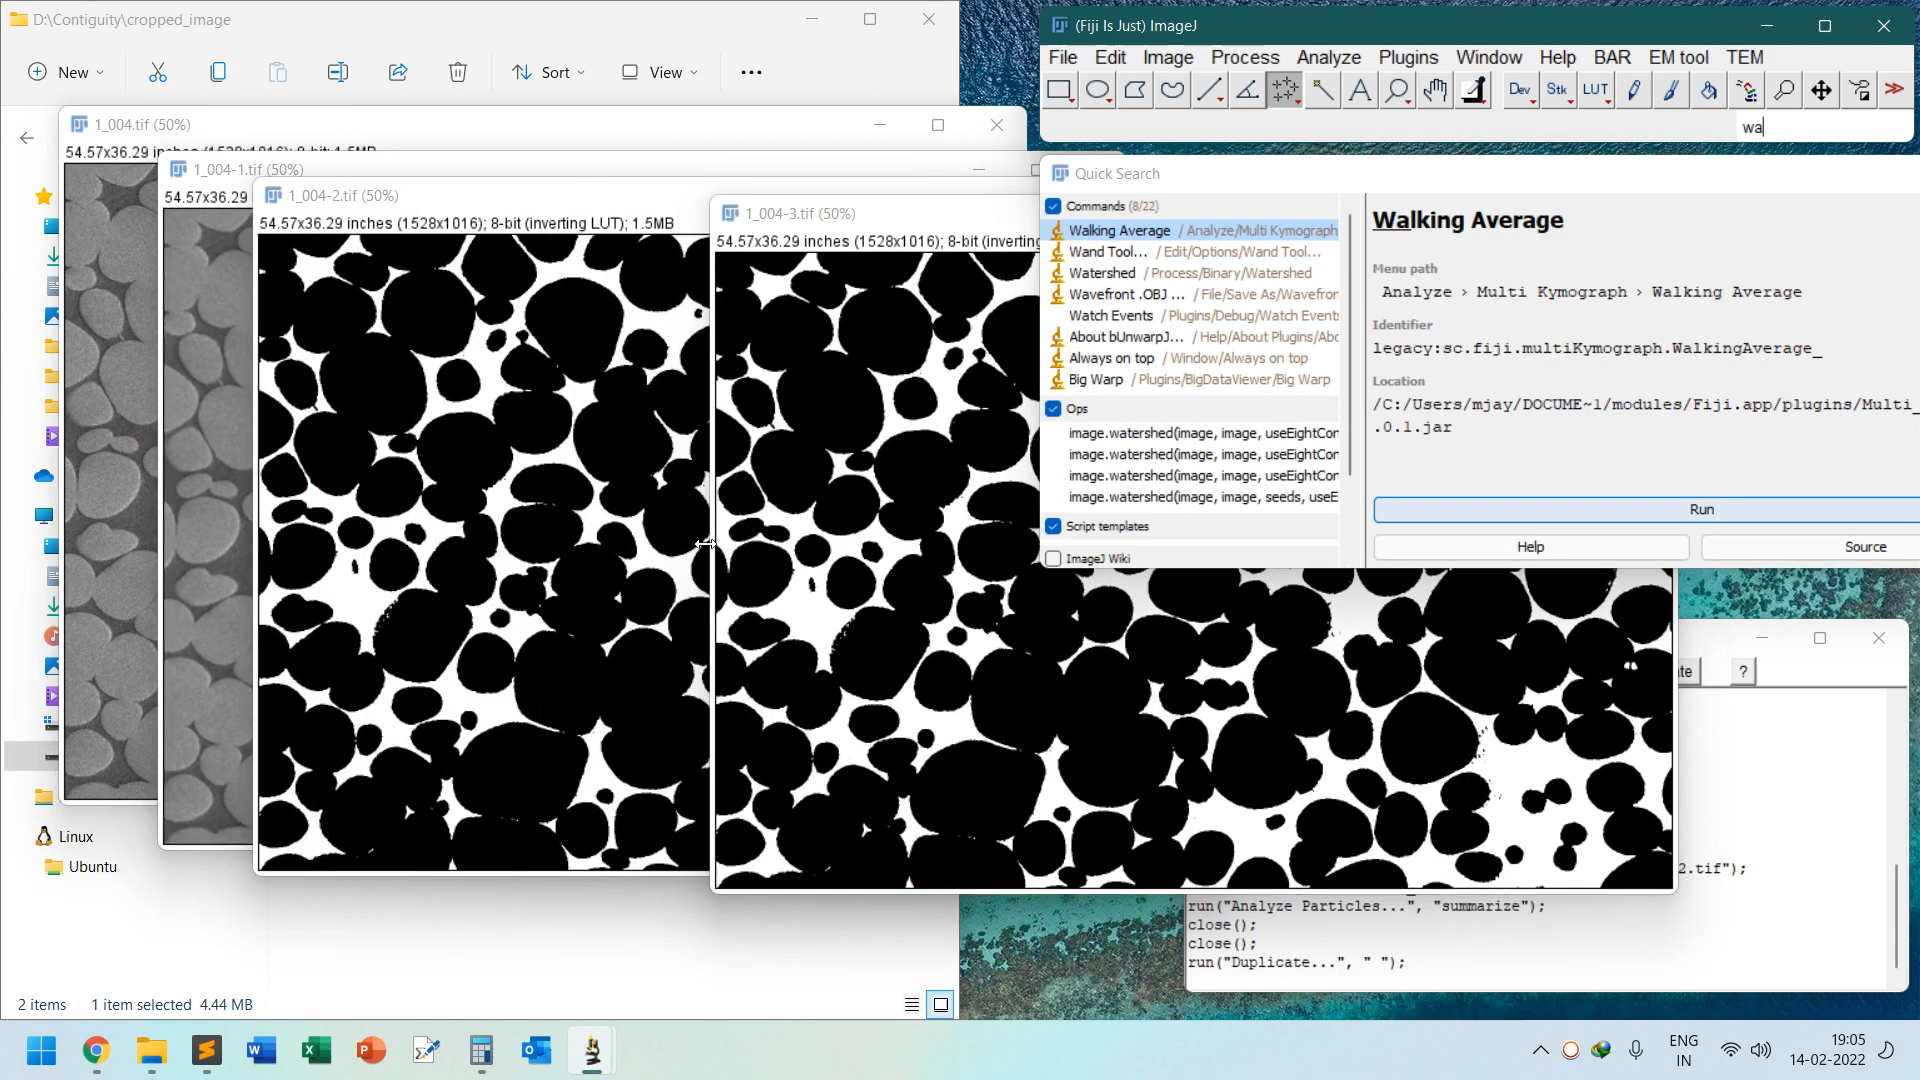 D:\Contiguity\cropped_image
New
Sort
View
1_004.tif (50%)
1_004-1.tif (50%)
54.57x36.29
1_004-2.tif (50%)
54.57x36.29 inches (1528x1016); 8-bit (inverting LUT); 1.5MB
1_004-3.tif (50%)
54.57x36.29 inches (1528x1016); 8-bit (inverting
(Fiji Is Just) ImageJ
File Edit Image Process Analyze Plugins Window Help BAR EM tool TEM
Dev Stk LUT
wa
Quick Search
Commands (8/22)
Walking Average / Analyze/Multi Kymograph
Wand Tool... / Edit/Options/Wand Tool...
Watershed / Process/Binary/Watershed
Wavefront .OBJ ... / File/Save As/Wavefron
Watch Events / Plugins/Debug/Watch Events
About bUnwarpJ... / Help/About Plugins/Abo
Always on top / Window/Always on top
Big Warp / Plugins/BigDataViewer/Big Warp
Ops
image.watershed(image, image, useEightCon
image.watershed(image, image, useEightCon
image.watershed(image, image, useEightCon
image.watershed(image, image, seeds, useE
Script templates
ImageJ Wiki
Walking Average
Menu path
Analyze › Multi Kymograph › Walking Average
Identifier
legacy:sc.fiji.multiKymograph.WalkingAverage_
Location
/C:/Users/mjay/DOCUME~1/modules/Fiji.app/plugins/Multi_
.0.1.jar
Run
Help
Source
te
?
2.tif");
run("Analyze Particles...", "summarize");
close();
close();
run("Duplicate...", " ");
Linux
Ubuntu
2 items
1 item selected 4.44 MB
ENG
IN
19:05
14-02-2022